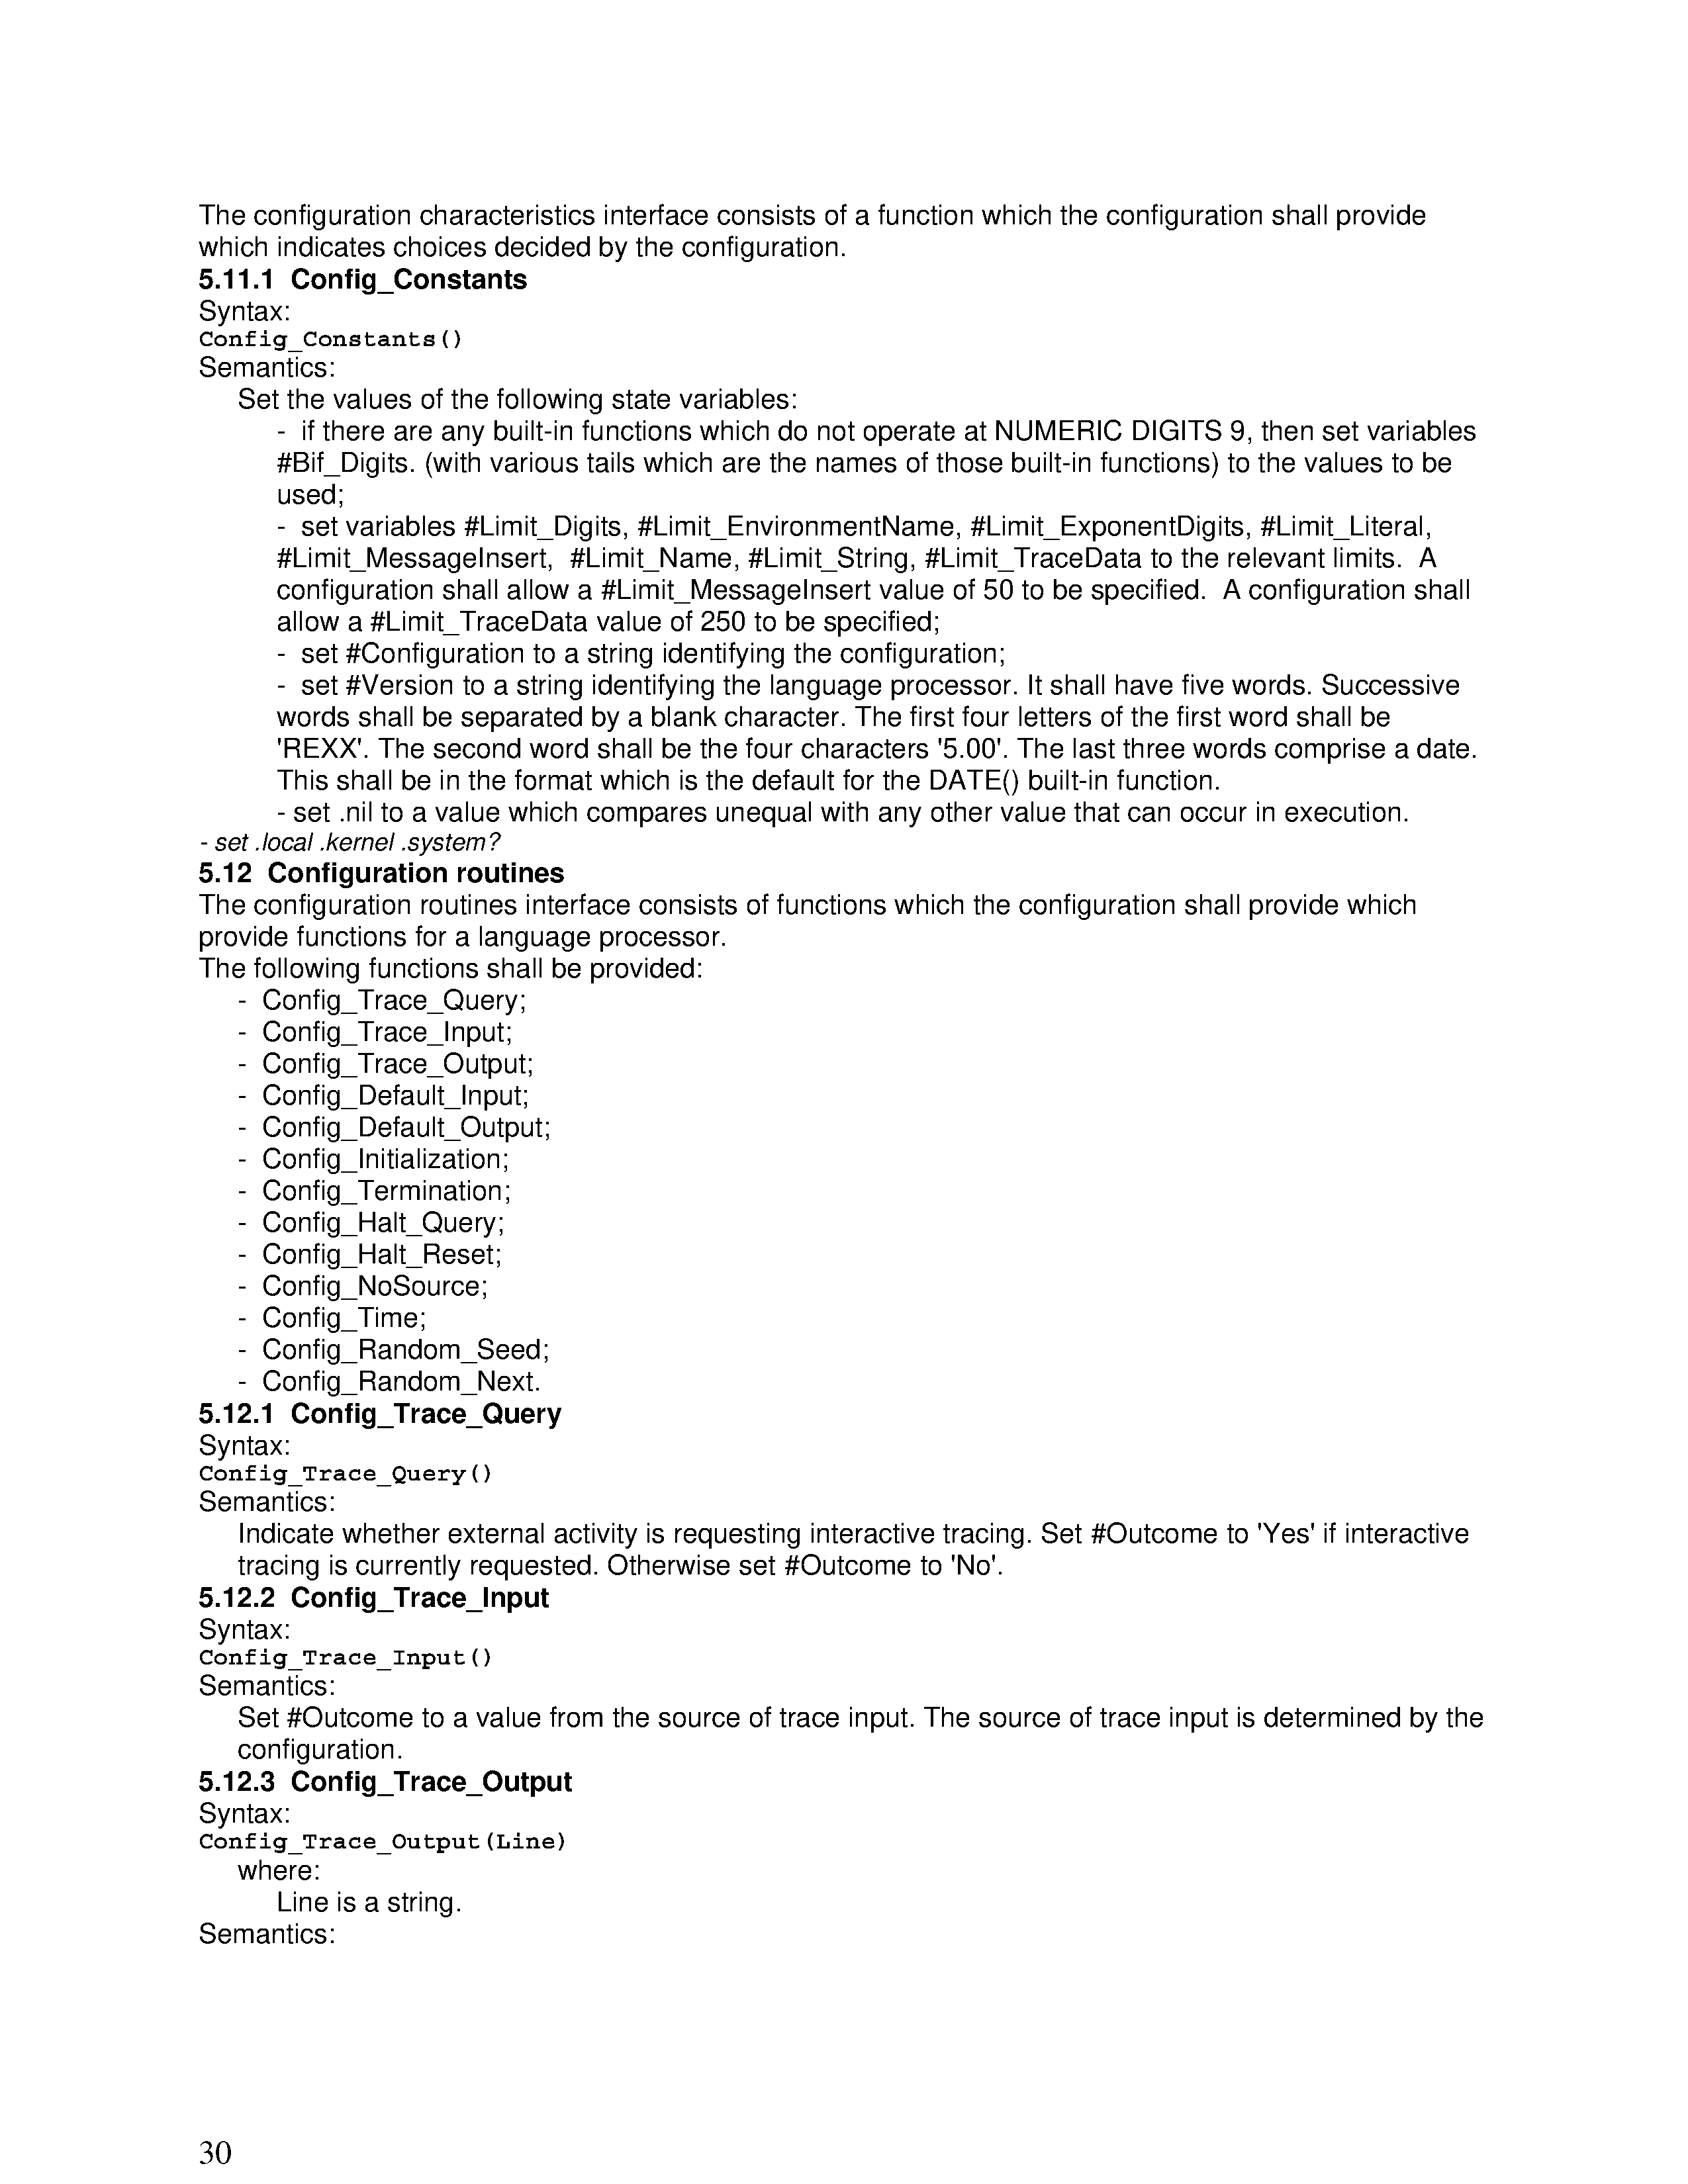 The configuration characteristics interface consists of a function which the configuration shall provide
which indicates choices decided by the configuration.
5.11.1  Config_Constants
Syntax:
Config_Constants()
Semantics:
Set the values of the following state variables:
-  if there are any built-in functions which do not operate at NUMERIC DIGITS 9, then set variables
#Bif_Digits. (with various tails which are the names of those built-in functions) to the values to be
used;
-  set variables #Limit_Digits, #Limit_EnvironmentName, #Limit_ExponentDigits, #Limit_Literal,
#Limit_MessageInsert,  #Limit_Name, #Limit_String, #Limit_TraceData to the relevant limits.  A
configuration shall allow a #Limit_MessageInsert value of 50 to be specified.  A configuration shall
allow a #Limit_TraceData value of 250 to be specified;
-  set #Configuration to a string identifying the configuration;
-  set #Version to a string identifying the language processor. It shall have five words. Successive
words shall be separated by a blank character. The first four letters of the first word shall be
'REXX'. The second word shall be the four characters '5.00'. The last three words comprise a date.
This shall be in the format which is the default for the DATE() built-in function.
- set .nil to a value which compares unequal with any other value that can occur in execution.
- set .local .kernel .system?
5.12  Configuration routines
The configuration routines interface consists of functions which the configuration shall provide which
provide functions for a language processor.
The following functions shall be provided:
-  Config_Trace_Query;
-  Config_Trace_Input;
-  Config_Trace_Output;
-  Config_Default_Input;
-  Config_Default_Output;
-  Config_Initialization;
-  Config_Termination;
-  Config_Halt_Query;
-  Config_Halt_Reset;
-  Config_NoSource;
-  Config_Time;
-  Config_Random_Seed;
-  Config_Random_Next.
5.12.1  Config_Trace_Query
Syntax:
Config_Trace_Query()
Semantics:
Indicate whether external activity is requesting interactive tracing. Set #Outcome to 'Yes' if interactive
tracing is currently requested. Otherwise set #Outcome to 'No'.
5.12.2  Config_Trace_Input
Syntax:
Config_Trace_Input()
Semantics:
Set #Outcome to a value from the source of trace input. The source of trace input is determined by the
configuration.
5.12.3  Config_Trace_Output
Syntax:
Config_Trace_Output(Line)
where:
Line is a string.
Semantics:
30